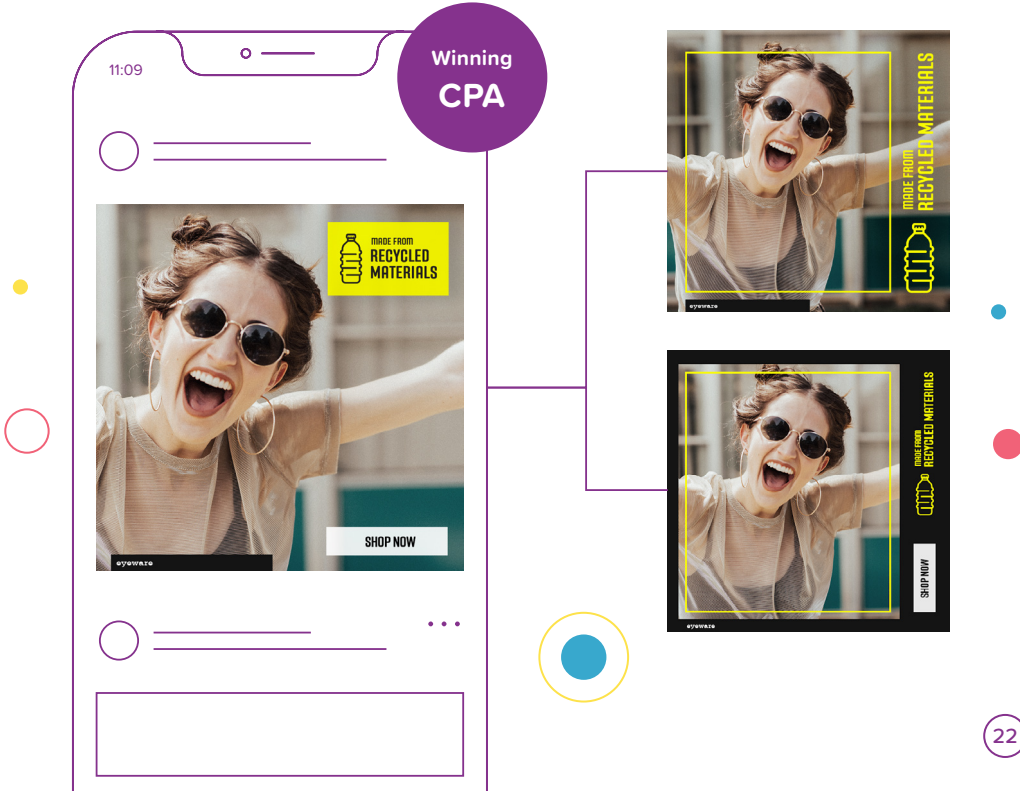 11:09
Winning
CPA
MADE FROM
RECYCLED
MATERIALS
SHOP NOW
eyeware
MADE FROM
RECYCLED MATERIALS
eyeware
MADE FROM
RECYCLED MATERIALS
SHOP NOW
eyeware
22